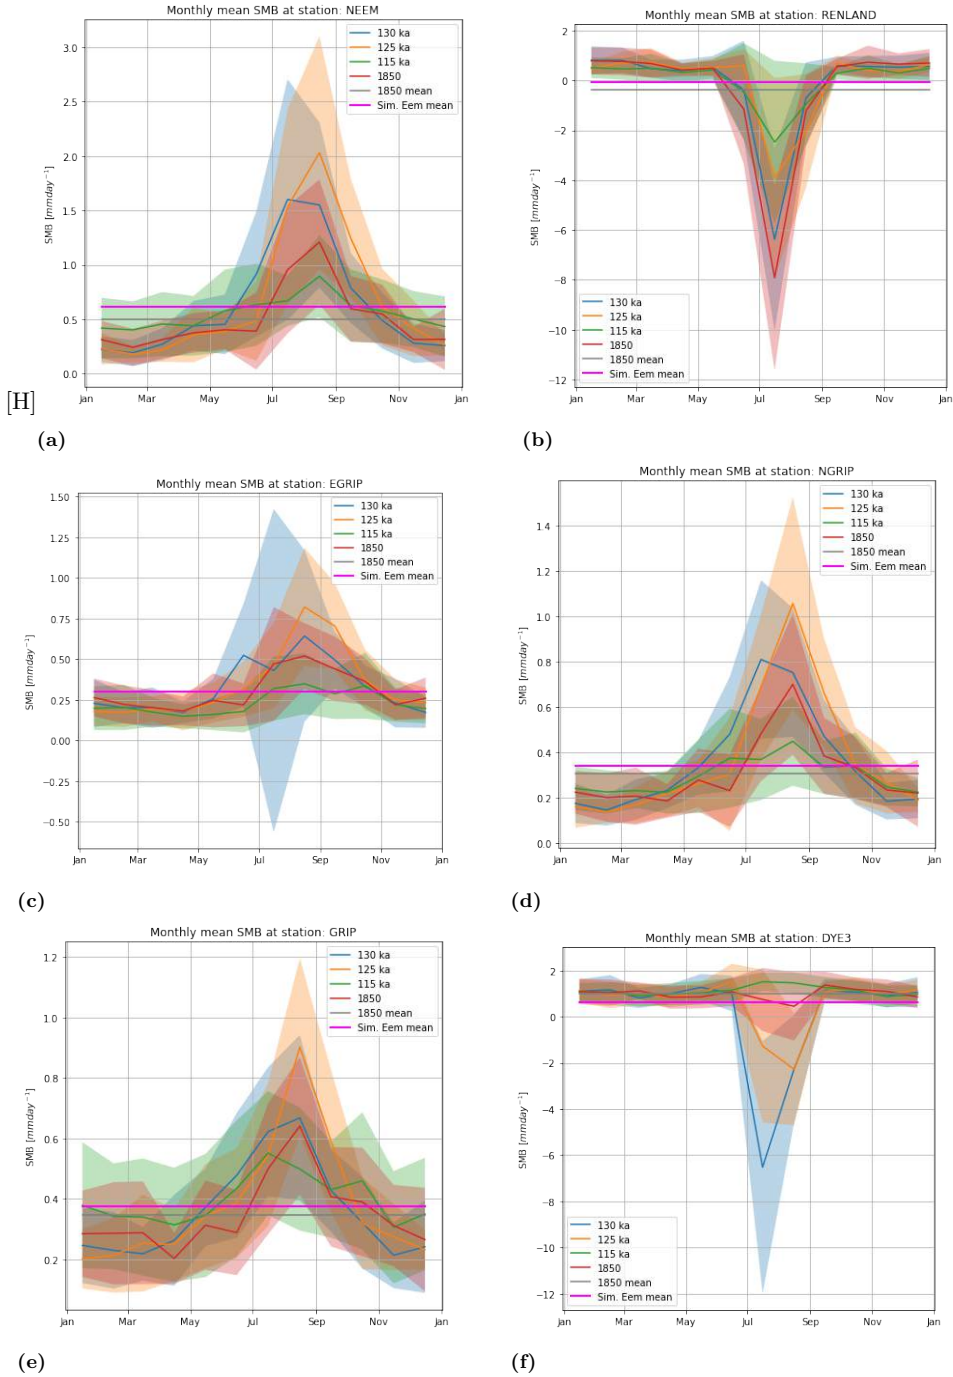 Monthly mean SMB at station: NEEM
3.0
2.5
2.0
1.5
1.0
0.5
0.0
SMB [mmday⁻¹]
130 ka
125 ka
115 ka
1850
1850 mean
Sim. Eem mean
Jan Mar May Jul Sep Nov Jan
[H]
(a)
Monthly mean SMB at station: RENLAND
2
0
−2
−4
−6
−8
−10
−12
SMB [mmday⁻¹]
130 ka
125 ka
115 ka
1850
1850 mean
Sim. Eem mean
Jan Mar May Jul Sep Nov Jan
(b)
Monthly mean SMB at station: EGRIP
1.50
1.25
1.00
0.75
0.50
0.25
0.00
−0.25
−0.50
SMB [mmday⁻¹]
130 ka
125 ka
115 ka
1850
1850 mean
Sim. Eem mean
Jan Mar May Jul Sep Nov Jan
(c)
Monthly mean SMB at station: NGRIP
1.4
1.2
1.0
0.8
0.6
0.4
0.2
0.0
SMB [mmday⁻¹]
130 ka
125 ka
115 ka
1850
1850 mean
Sim. Eem mean
Jan Mar May Jul Sep Nov Jan
(d)
Monthly mean SMB at station: GRIP
1.2
1.0
0.8
0.6
0.4
0.2
SMB [mmday⁻¹]
130 ka
125 ka
115 ka
1850
1850 mean
Sim. Eem mean
Jan Mar May Jul Sep Nov Jan
(e)
Monthly mean SMB at station: DYE3
2
0
−2
−4
−6
−8
−10
−12
SMB [mmday⁻¹]
130 ka
125 ka
115 ka
1850
1850 mean
Sim. Eem mean
Jan Mar May Jul Sep Nov Jan
(f)